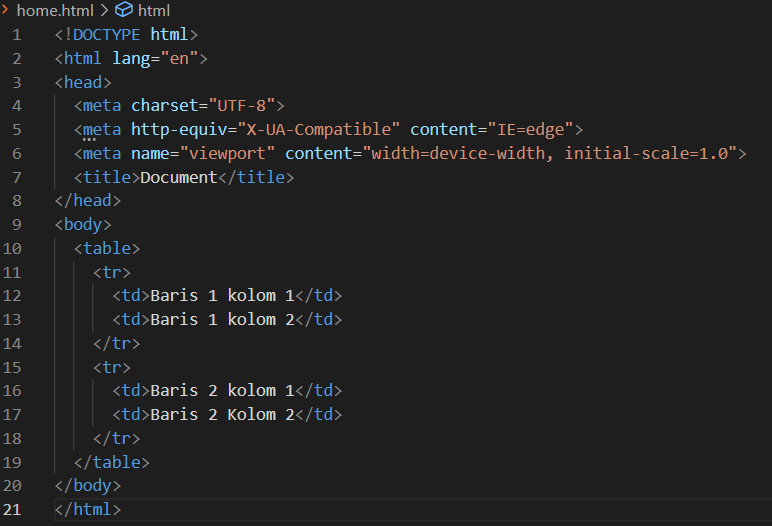 home.html > html
1 <!DOCTYPE html>
2 <html lang="en">
3 <head>
4   <meta charset="UTF-8">
5   <meta http-equiv="X-UA-Compatible" content="IE=edge">
6   <meta name="viewport" content="width=device-width, initial-scale=1.0">
7   <title>Document</title>
8 </head>
9 <body>
10   <table>
11     <tr>
12       <td>Baris 1 kolom 1</td>
13       <td>Baris 1 kolom 2</td>
14     </tr>
15     <tr>
16       <td>Baris 2 kolom 1</td>
17       <td>Baris 2 Kolom 2</td>
18     </tr>
19   </table>
20 </body>
21 </html>